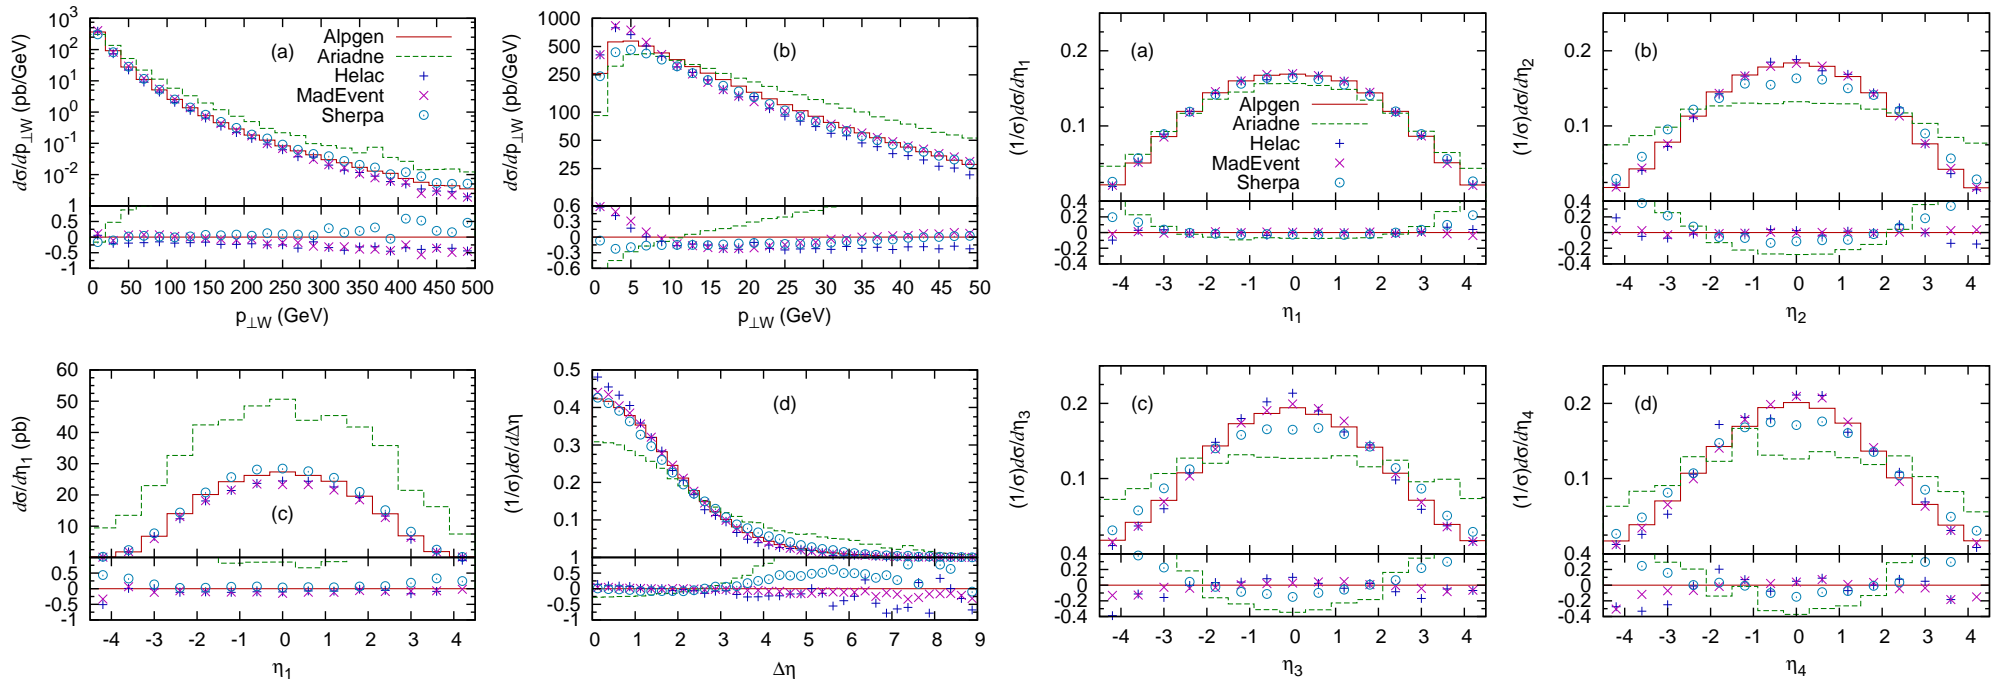 dσ/dp⊥W (pb/GeV)
10³
10²
10¹
10⁰
10⁻¹
10⁻²
1
0.5
0
-0.5
-1
(a)
Alpgen
Ariadne
Helac
MadEvent
Sherpa
0 50 100 150 200 250 300 350 400 450 500
p⊥W (GeV)
dσ/dp⊥W (pb/GeV)
1000
500
250
100
50
25
0.6
0.3
0
-0.3
-0.6
(b)
0 5 10 15 20 25 30 35 40 45 50
p⊥W (GeV)
(1/σ)dσ/dη₁
0.2
0.1
0.4
0.2
0
-0.2
-0.4
(a)
Alpgen
Ariadne
Helac
MadEvent
Sherpa
-4 -3 -2 -1 0 1 2 3 4
η₁
(1/σ)dσ/dη₂
0.2
0.1
0.4
0.2
0
-0.2
-0.4
(b)
-4 -3 -2 -1 0 1 2 3 4
η₂
dσ/dη₁ (pb)
60
50
40
30
20
10
1
0.5
0
-0.5
-1
(c)
-4 -3 -2 -1 0 1 2 3 4
η₁
(1/σ)dσ/dΔη
0.5
0.4
0.3
0.2
0.1
1
0.5
0
-0.5
-1
(d)
0 1 2 3 4 5 6 7 8 9
Δη
(1/σ)dσ/dη₃
0.2
0.1
0.4
0.2
0
-0.2
-0.4
(c)
-4 -3 -2 -1 0 1 2 3 4
η₃
(1/σ)dσ/dη₄
0.2
0.1
0.4
0.2
0
-0.2
-0.4
(d)
-4 -3 -2 -1 0 1 2 3 4
η₄